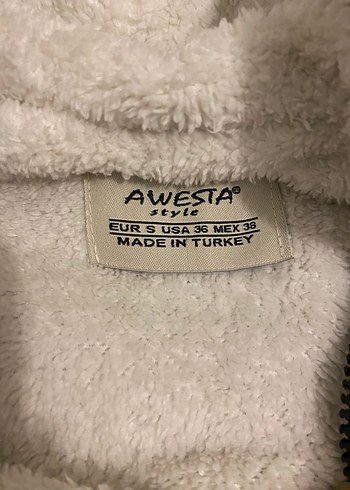 AWESTA®
style
EUR S USA 36 MEX 38
MADE IN TURKEY